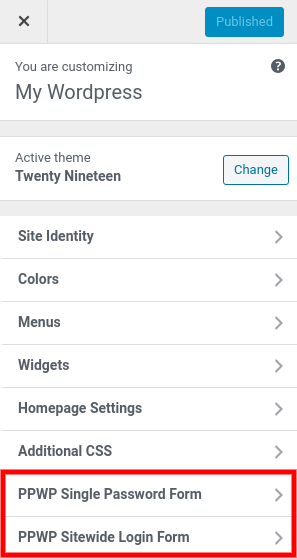 Published
You are customizing
My Wordpress
Active theme
Twenty Nineteen
Change
Site Identity
Colors
Menus
Widgets
Homepage Settings
Additional CSS
PPWP Single Password Form
PPWP Sitewide Login Form